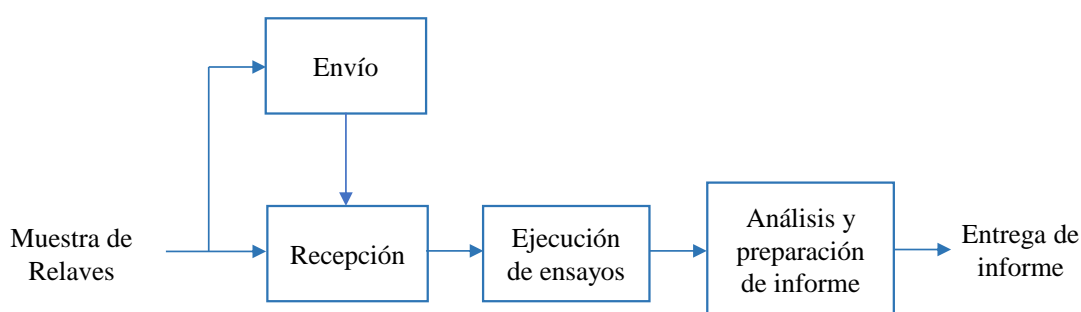 Envío
Muestra de
Relaves
Recepción
Ejecución
de ensayos
Análisis y
preparación
de informe
Entrega de
informe